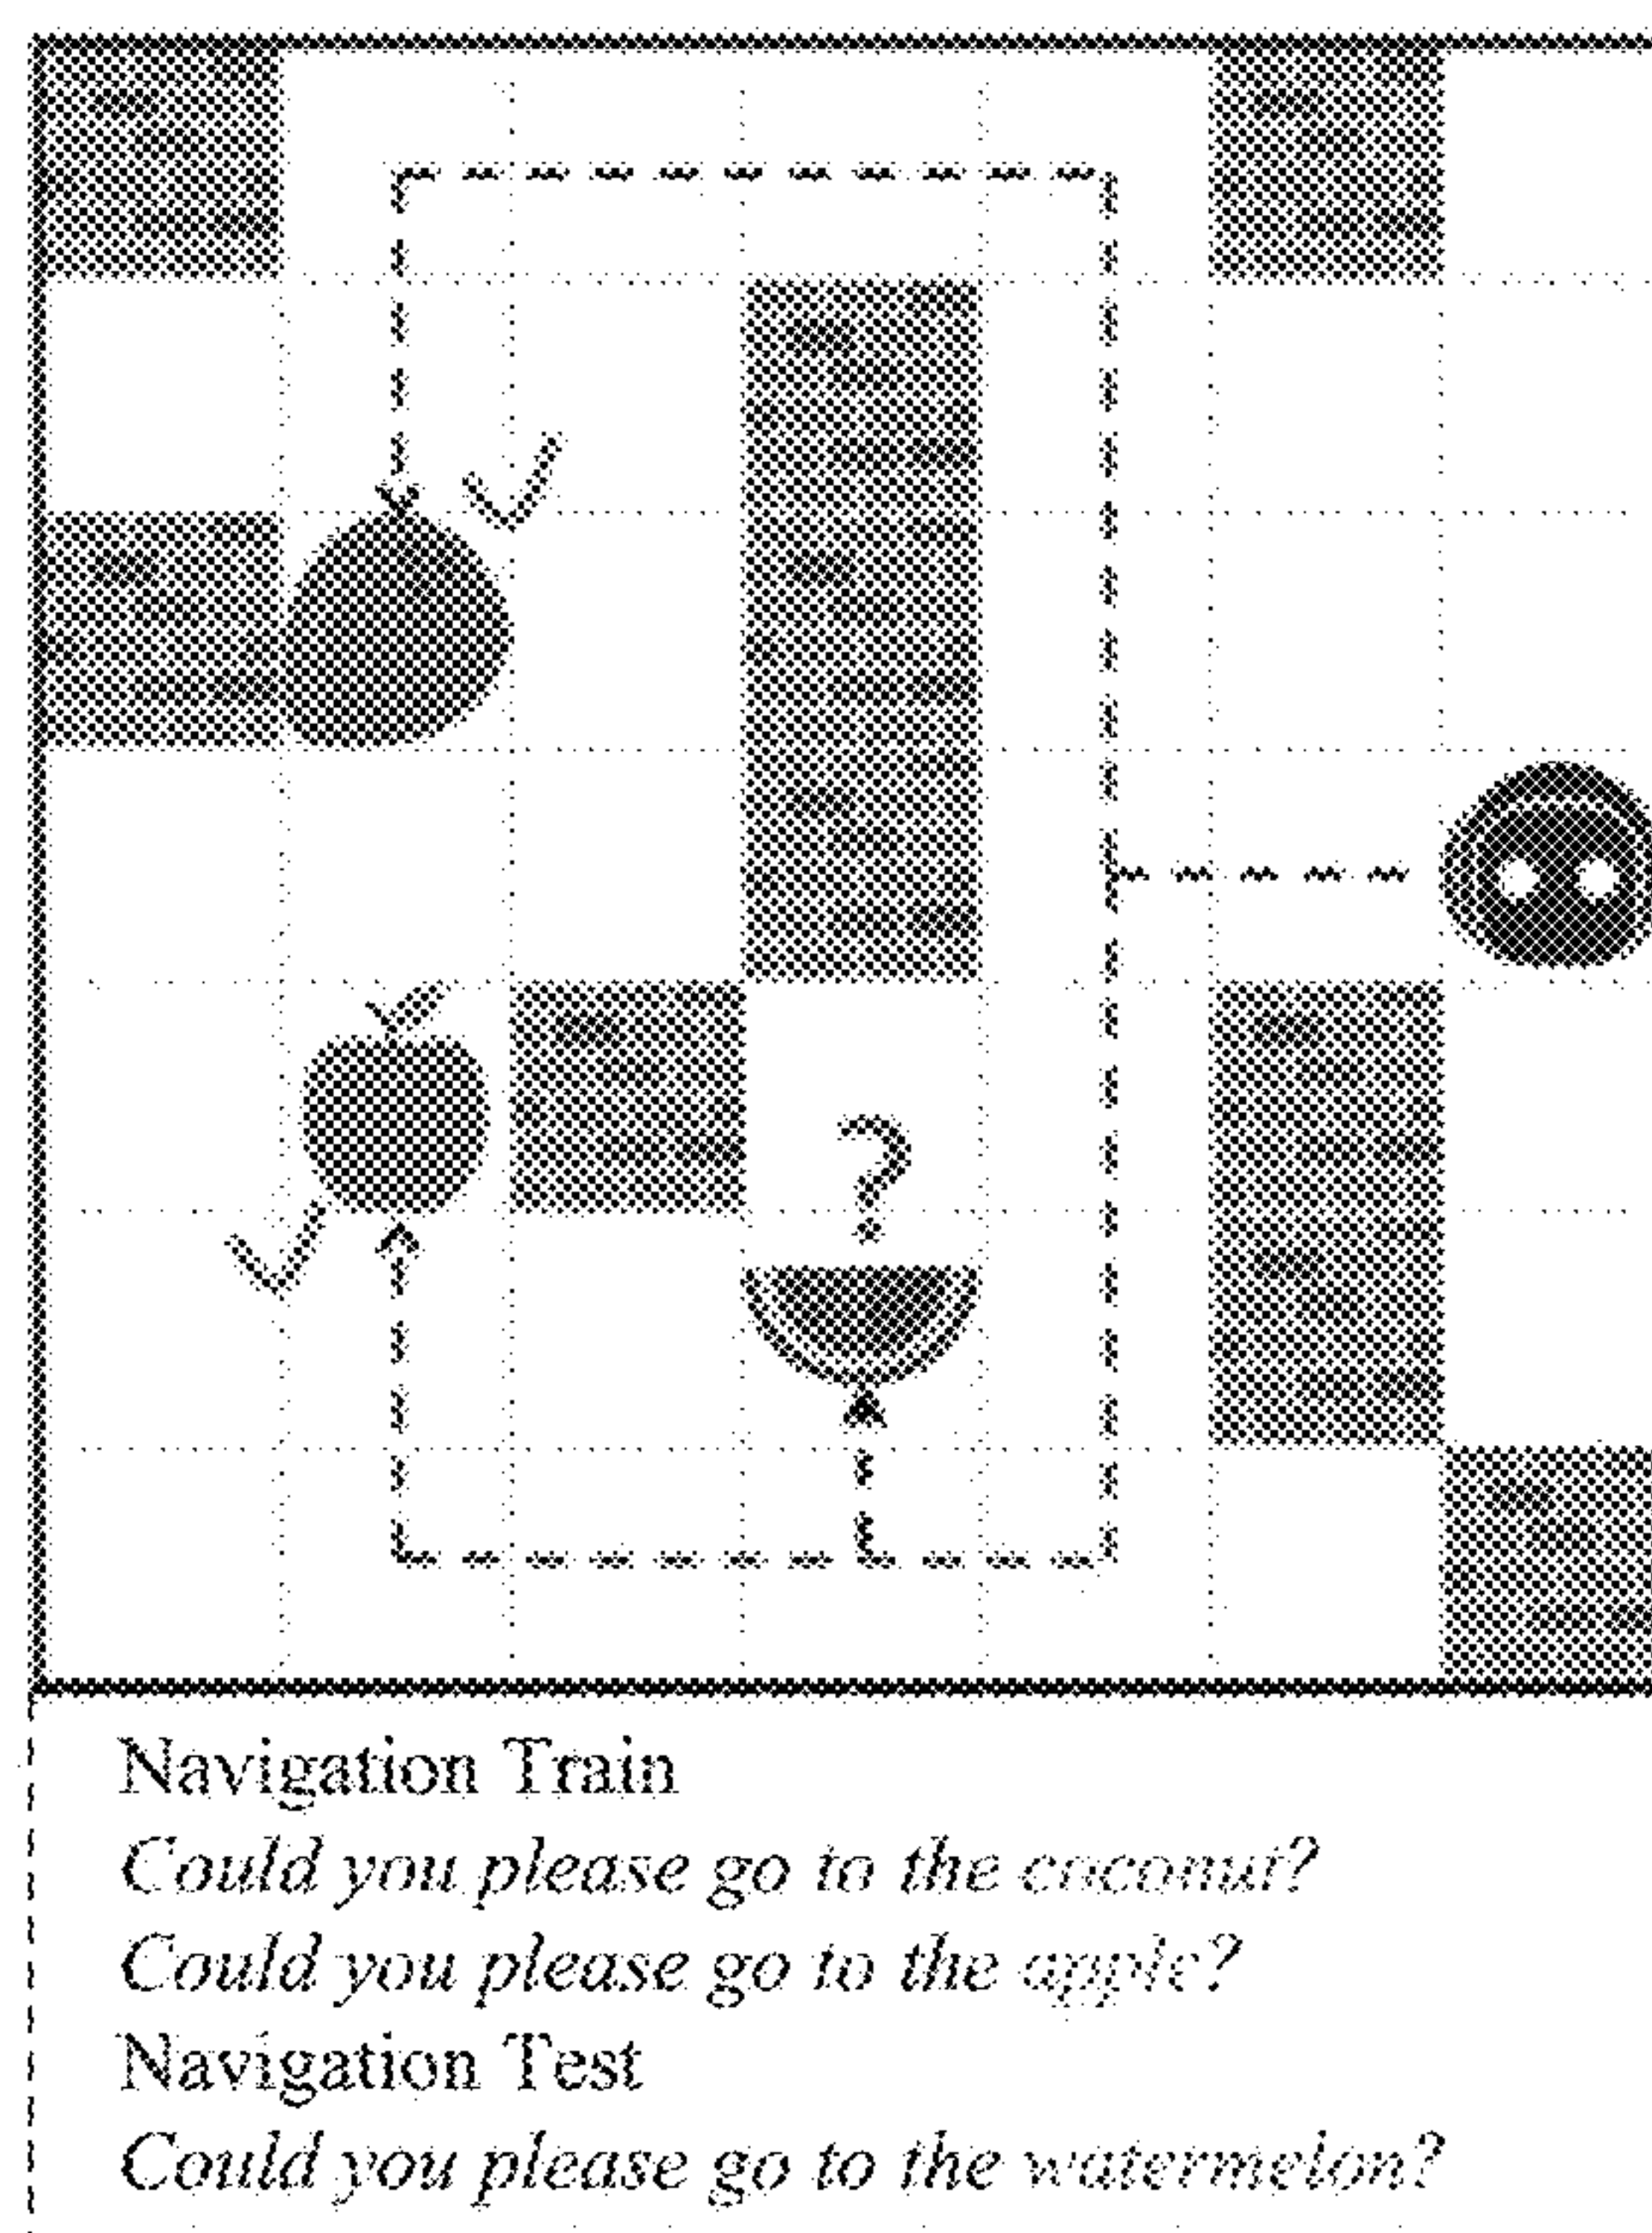 ?
Navigation Train
Could you please go to the coconut?
Could you please go to the apple?
Navigation Test
Could you please go to the watermelon?